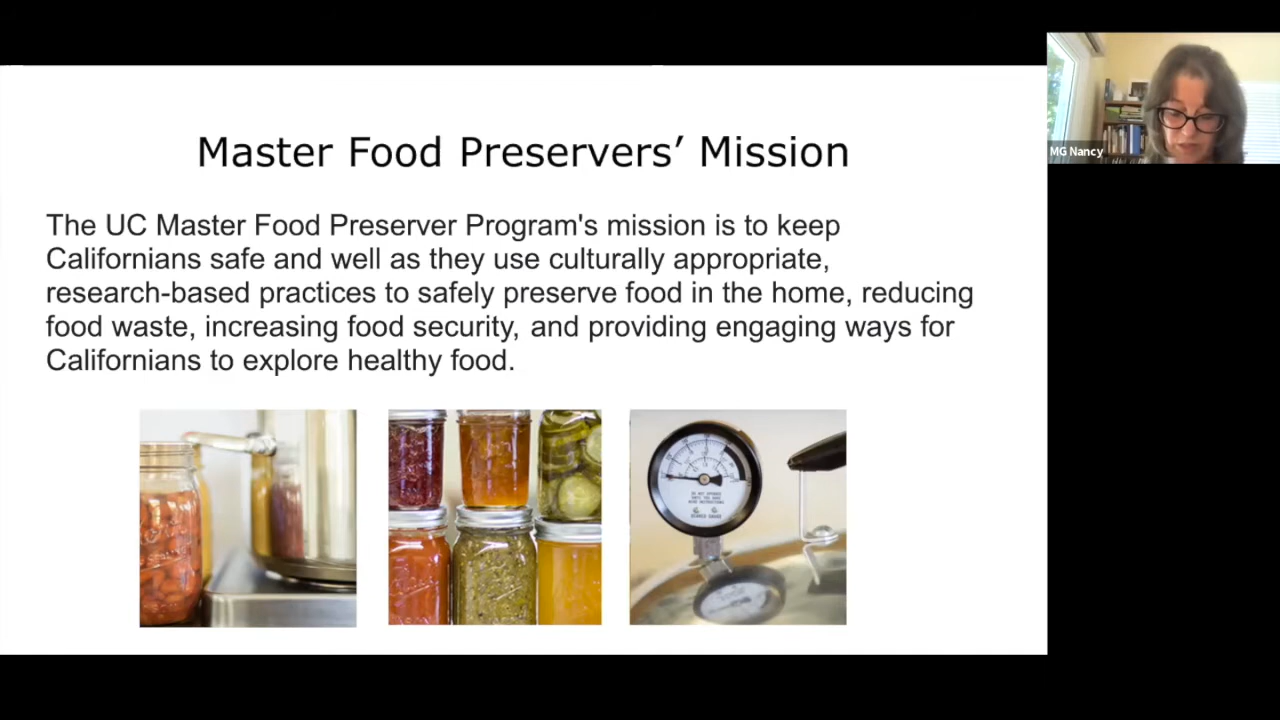 Master Food Preservers’ Mission
The UC Master Food Preserver Program's mission is to keep
Californians safe and well as they use culturally appropriate,
research-based practices to safely preserve food in the home, reducing
food waste, increasing food security, and providing engaging ways for
Californians to explore healthy food.
MG Nancy